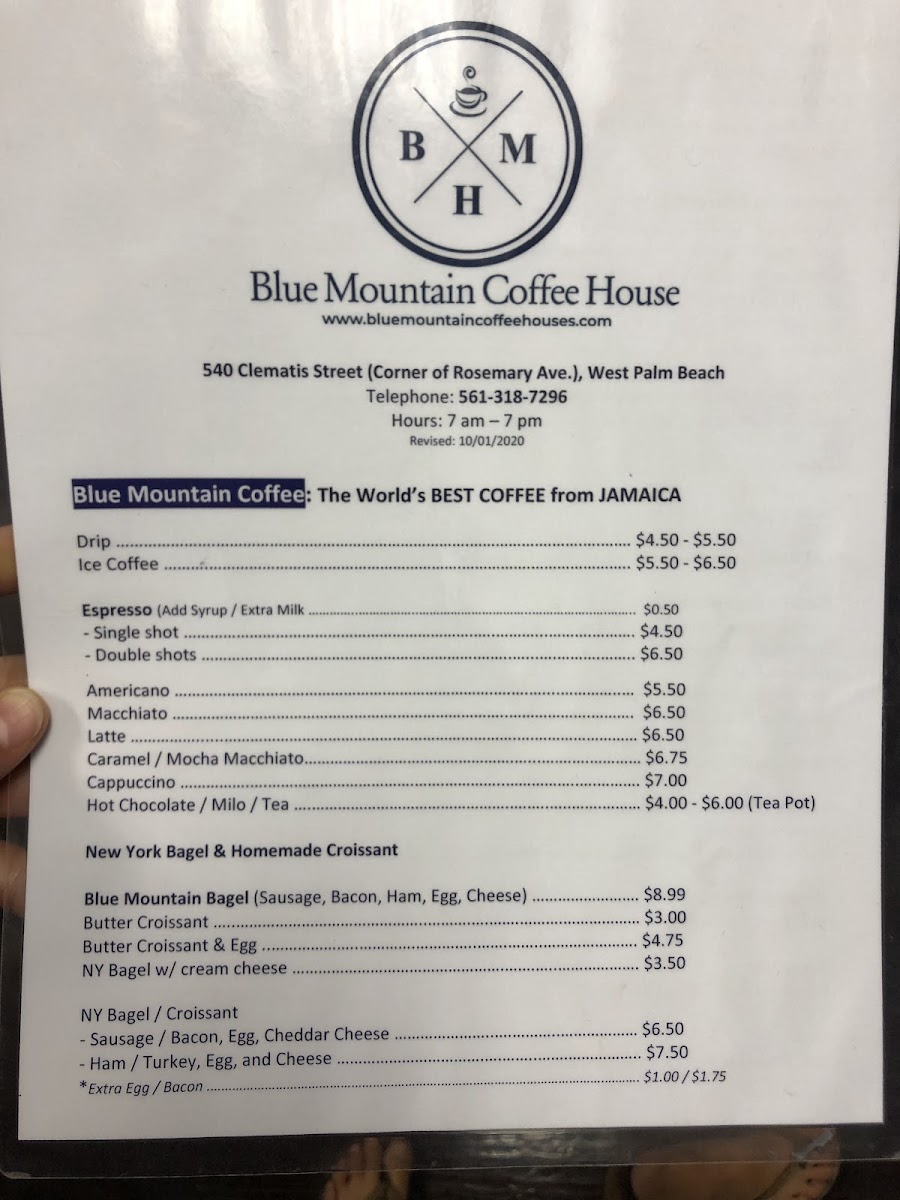 B M
H
Blue Mountain Coffee House
www.bluemountaincoffeehouses.com
540 Clematis Street (Corner of Rosemary Ave.), West Palm Beach
Telephone: 561-318-7296
Hours: 7 am – 7 pm
Revised: 10/01/2020
Blue Mountain Coffee: The World's BEST COFFEE from JAMAICA
Drip ........ $4.50 - $5.50
Ice Coffee ........ $5.50 - $6.50
Espresso (Add Syrup / Extra Milk ........ $0.50
- Single shot ........ $4.50
- Double shots ........ $6.50
Americano ........ $5.50
Macchiato ........ $6.50
Latte ........ $6.50
Caramel / Mocha Macchiato........ $6.75
Cappuccino ........ $7.00
Hot Chocolate / Milo / Tea ........ $4.00 - $6.00 (Tea Pot)
New York Bagel & Homemade Croissant
Blue Mountain Bagel (Sausage, Bacon, Ham, Egg, Cheese) ........ $8.99
Butter Croissant ........ $3.00
Butter Croissant & Egg ........ $4.75
NY Bagel w/ cream cheese ........ $3.50
NY Bagel / Croissant
- Sausage / Bacon, Egg, Cheddar Cheese ........ $6.50
- Ham / Turkey, Egg, and Cheese ........ $7.50
*Extra Egg / Bacon ........ $1.00 / $1.75